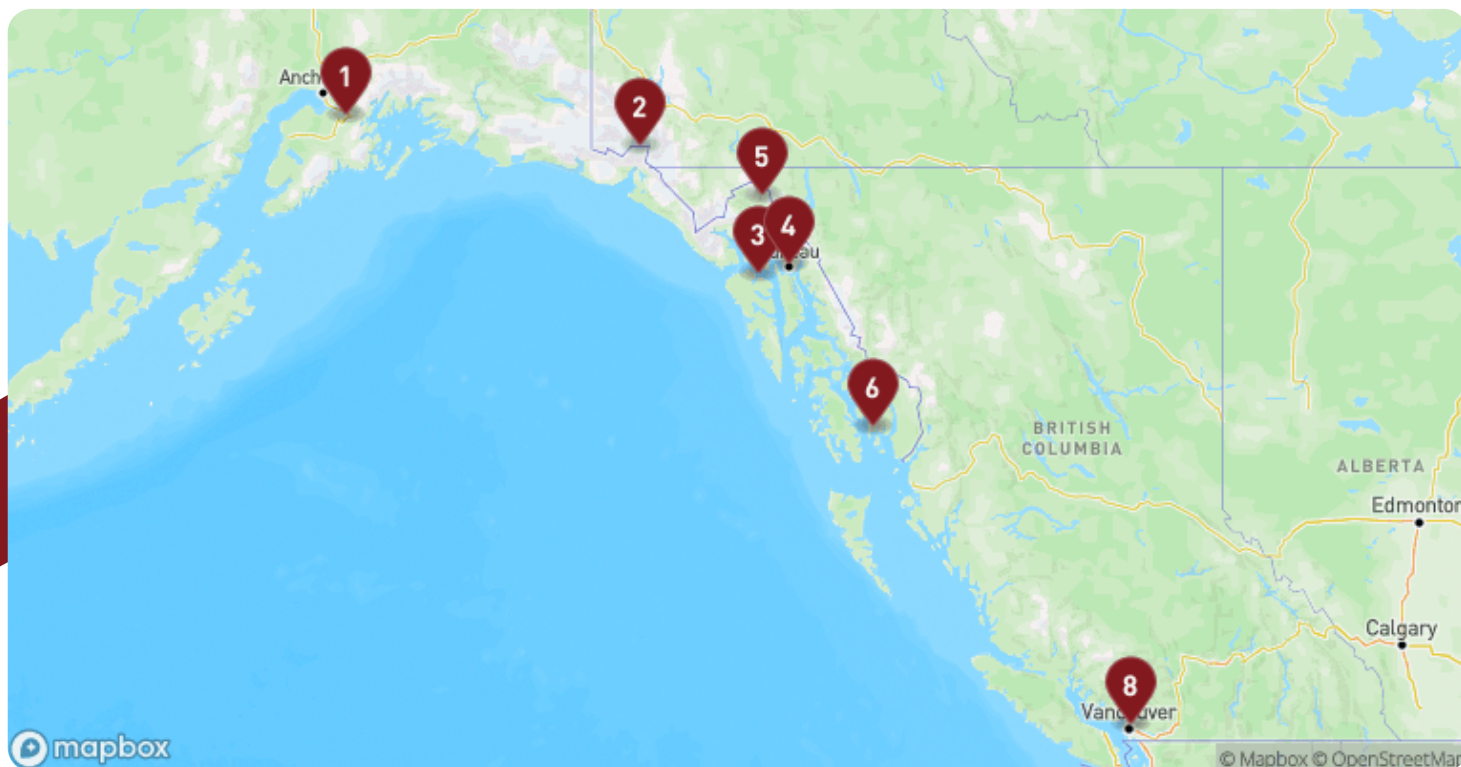 1
Anch
2
5
4
3
au
6
BRITISH
COLUMBIA
ALBERTA
Edmonton
Calgary
8
Vancouver
mapbox
© Mapbox © OpenStreetMap